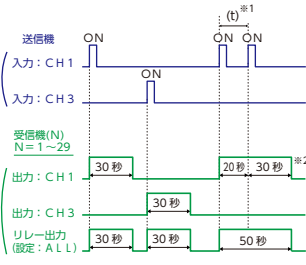 (t)※1
送信機 ON ON ON
入力：CH1
ON
入力：CH3
受信機(N)
N=1～29
出力：CH1 30秒 20秒 30秒 ※2
出力：CH3 30秒
リレー出力 30秒 30秒 50秒
(設定：ALL)